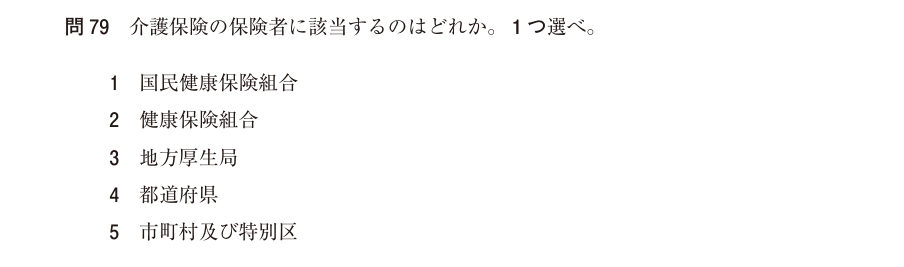 問 79　介護保険の保険者に該当するのはどれか。1つ選べ。
1　国民健康保険組合
2　健康保険組合
3　地方厚生局
4　都道府県
5　市町村及び特別区